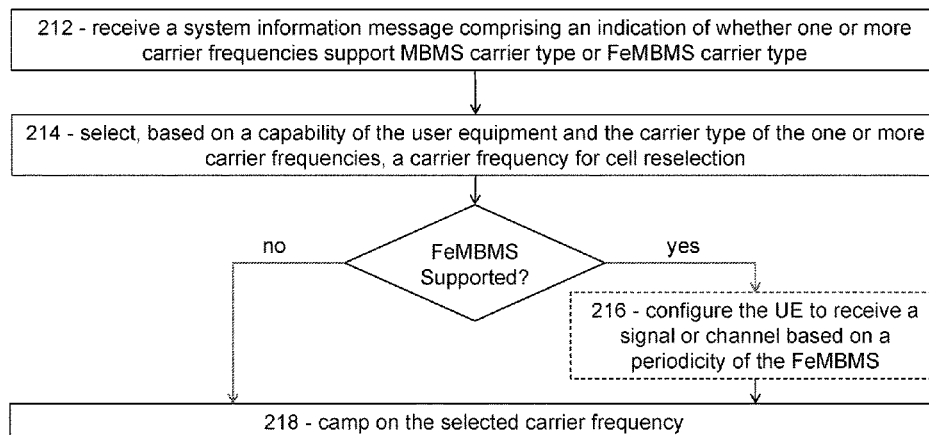 212 - receive a system information message comprising an indication of whether one or more
carrier frequencies support MBMS carrier type or FeMBMS carrier type
214 - select, based on a capability of the user equipment and the carrier type of the one or more
carrier frequencies, a carrier frequency for cell reselection
no
FeMBMS
Supported?
yes
216 - configure the UE to receive a
signal or channel based on a
periodicity of the FeMBMS
218 - camp on the selected carrier frequency